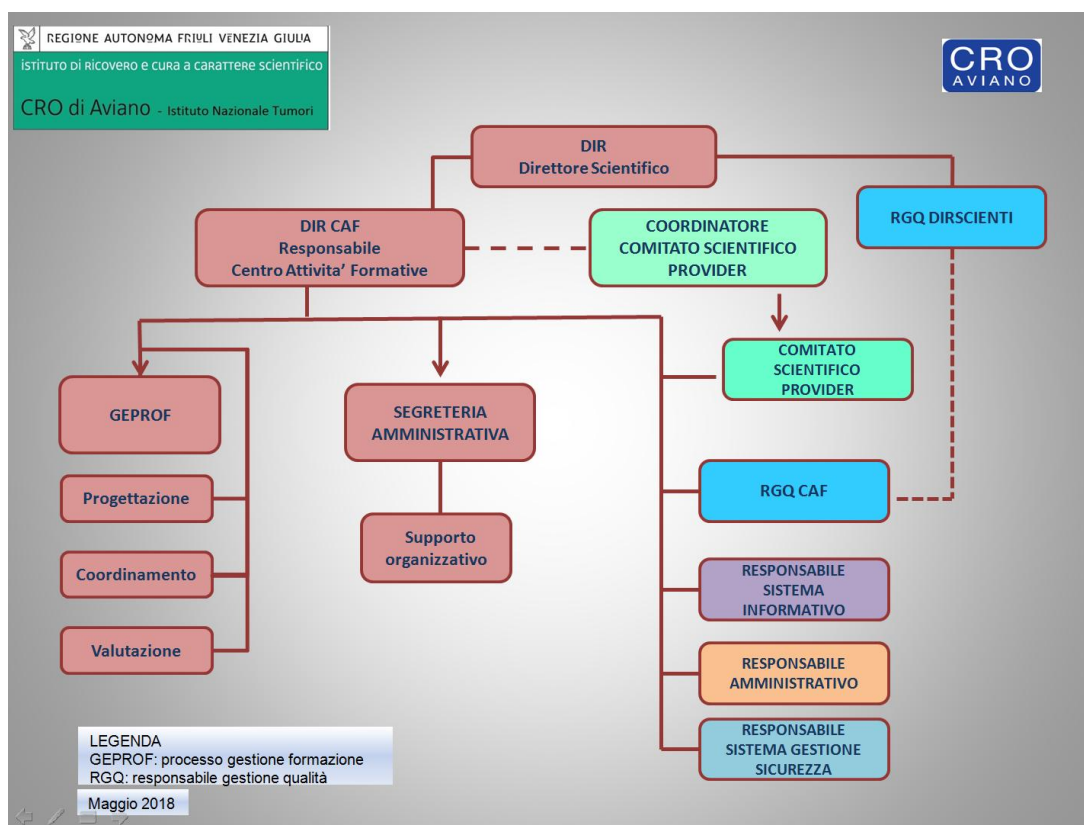 REGIONE AUTONOMA FRIULI VENEZIA GIULIA
istituto di ricovero e cura a carattere scientifico
CRO di Aviano - Istituto Nazionale Tumori
CRO
AVIANO
DIR
Direttore Scientifico
RGQ DIRSCIENTI
DIR CAF
Responsabile
Centro Attivita' Formative
COORDINATORE
COMITATO SCIENTIFICO
PROVIDER
COMITATO
SCIENTIFICO
PROVIDER
GEPROF
SEGRETERIA
AMMINISTRATIVA
RGQ CAF
Progettazione
Supporto
organizzativo
Coordinamento
RESPONSABILE
SISTEMA
INFORMATIVO
Valutazione
RESPONSABILE
AMMINISTRATIVO
RESPONSABILE
SISTEMA GESTIONE
SICUREZZA
LEGENDA
GEPROF: processo gestione formazione
RGQ: responsabile gestione qualità
Maggio 2018